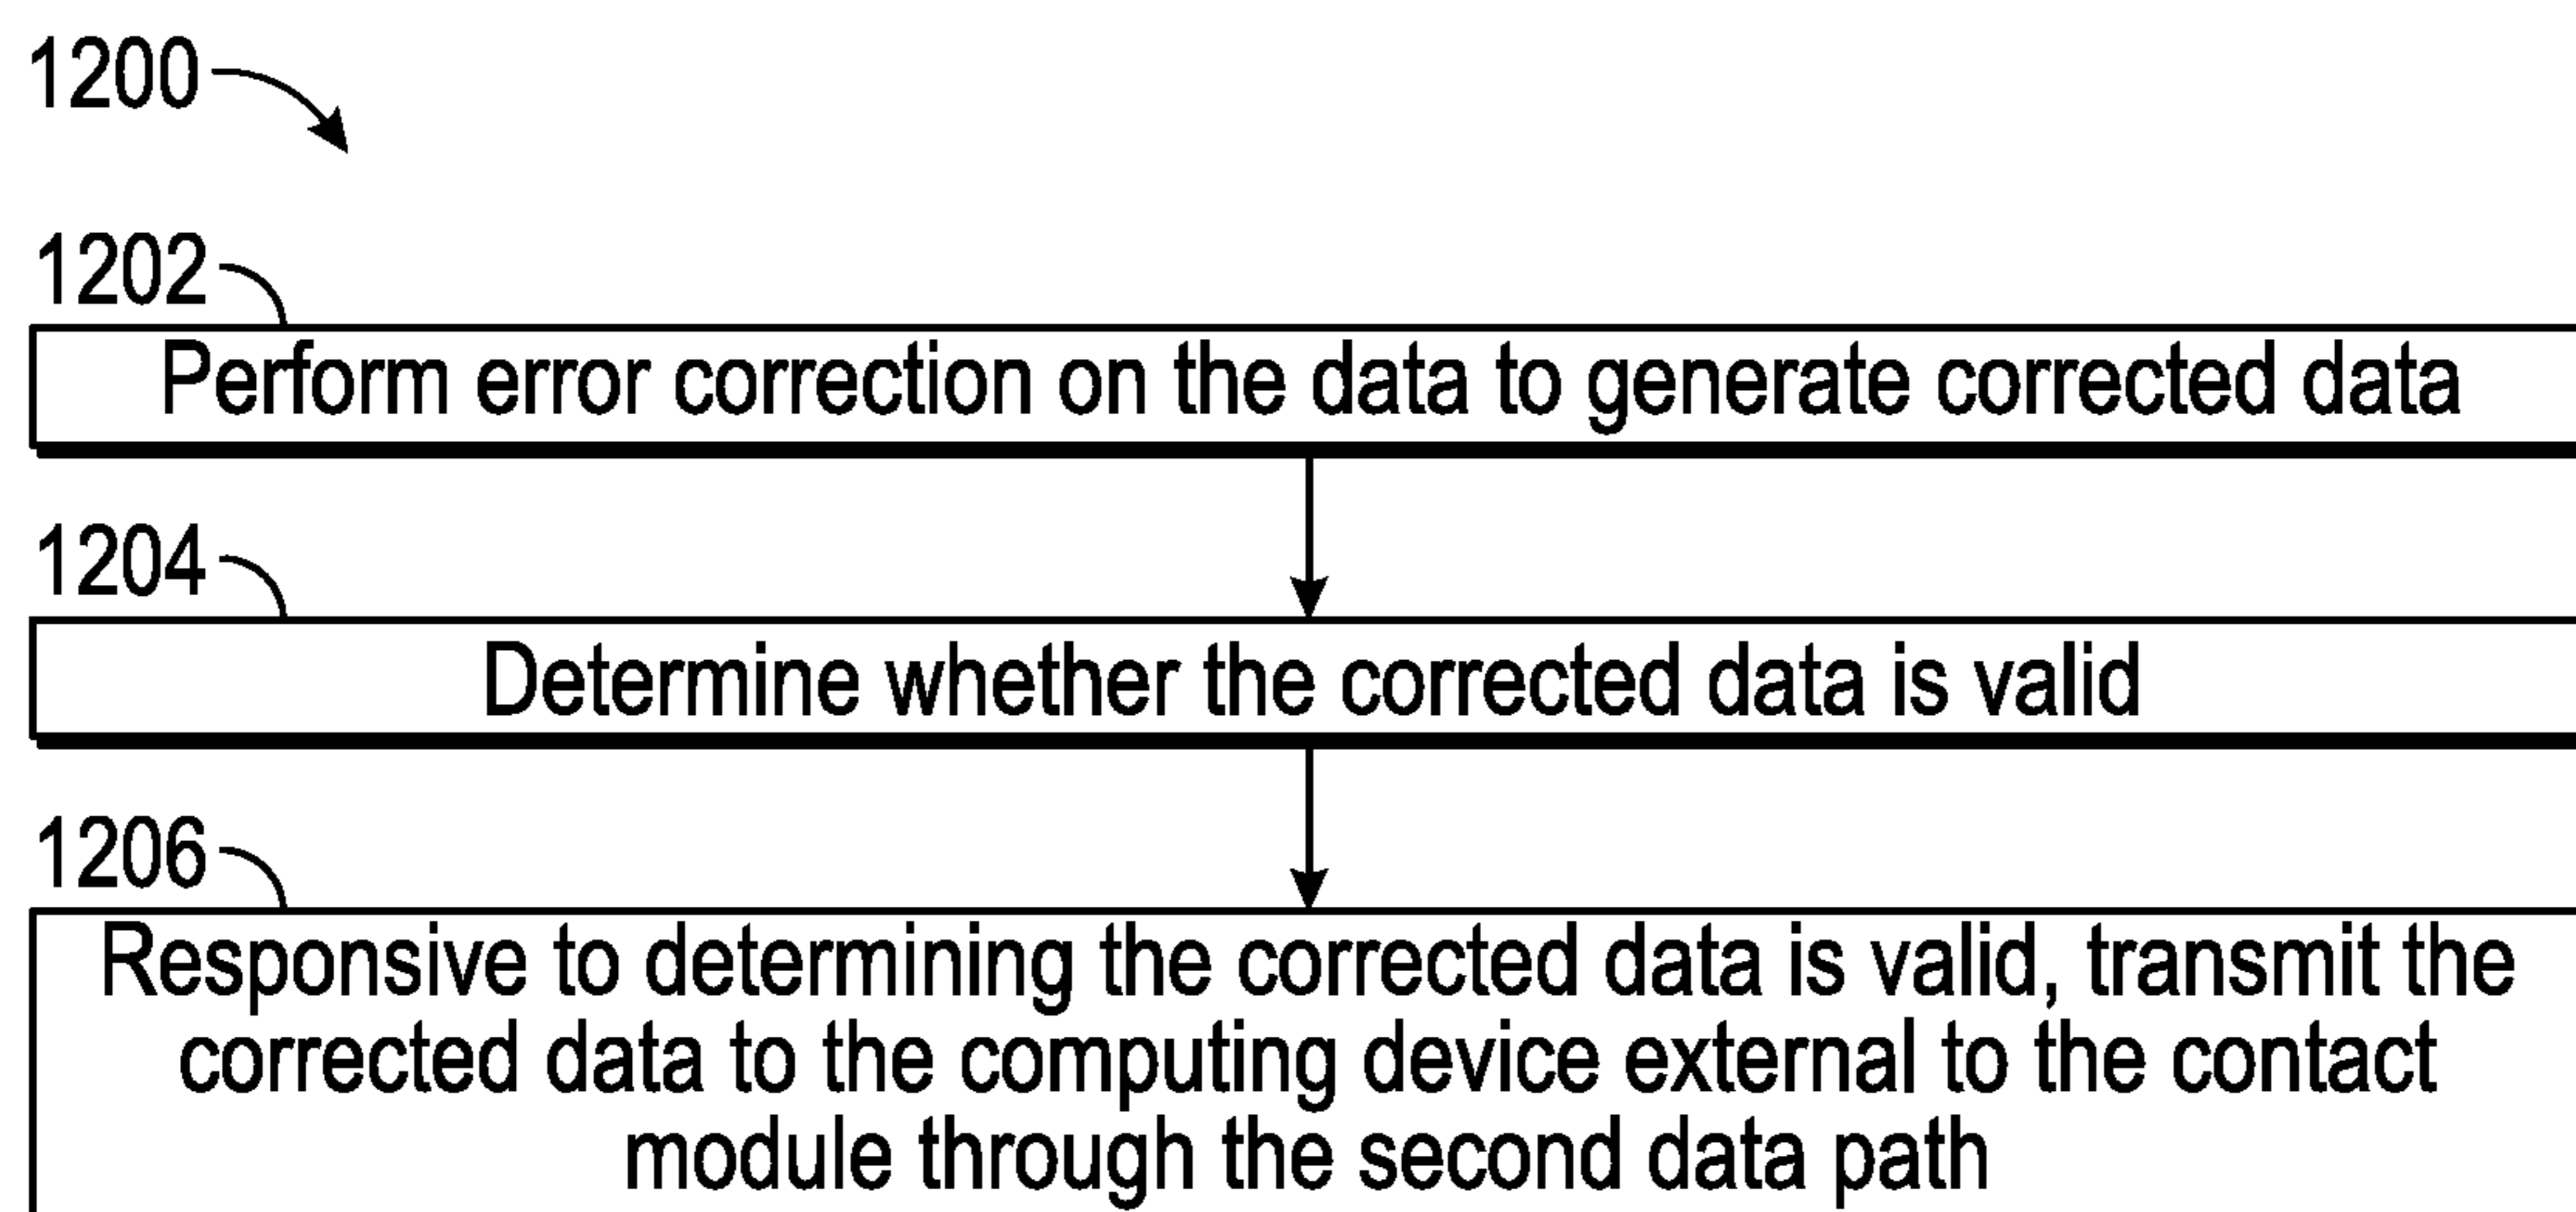 1200
1202
Perform error correction on the data to generate corrected data
1204
Determine whether the corrected data is valid
1206
Responsive to determining the corrected data is valid, transmit the
corrected data to the computing device external to the contact
module through the second data path